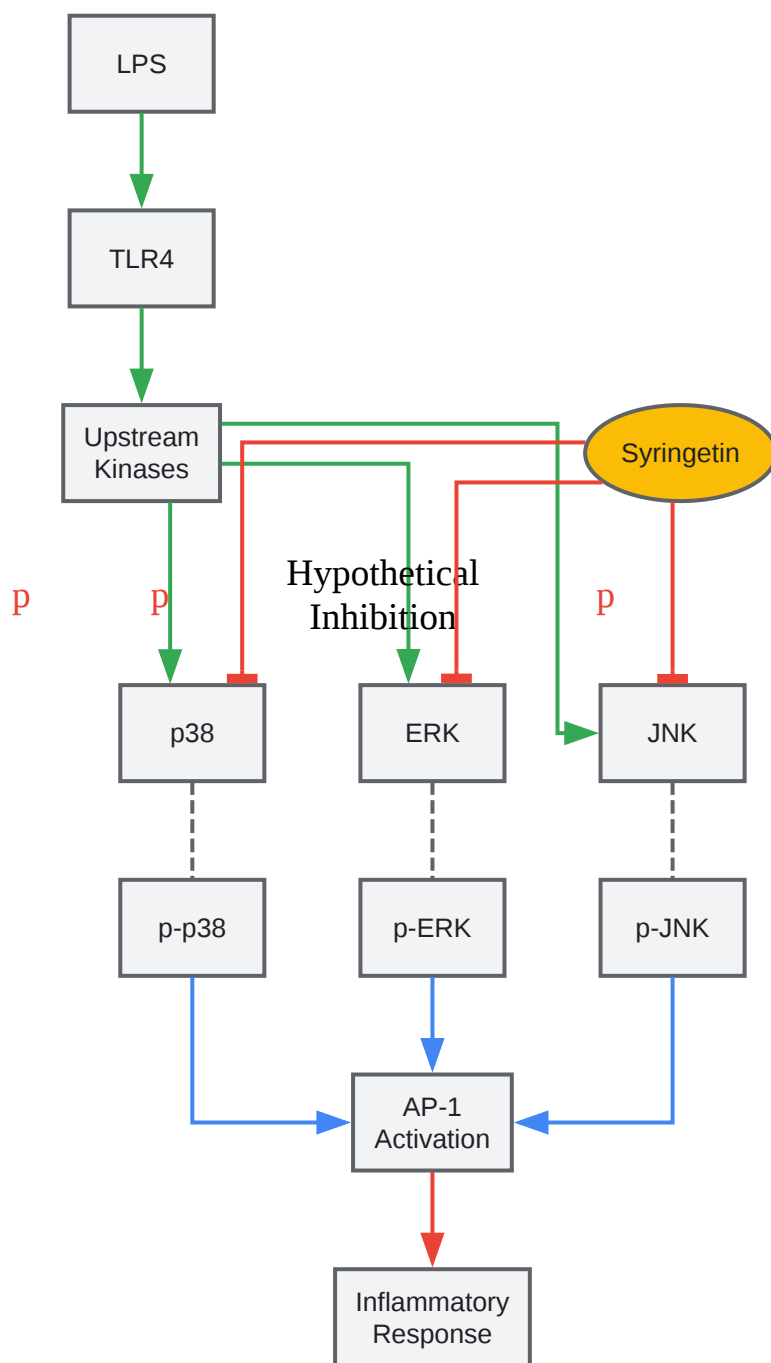 LPS
TLR4
Upstream
Kinases
Syringetin
Hypothetical
Inhibition
p
p
p
p38
ERK
JNK
p-p38
p-ERK
p-JNK
AP-1
Activation
Inflammatory
Response